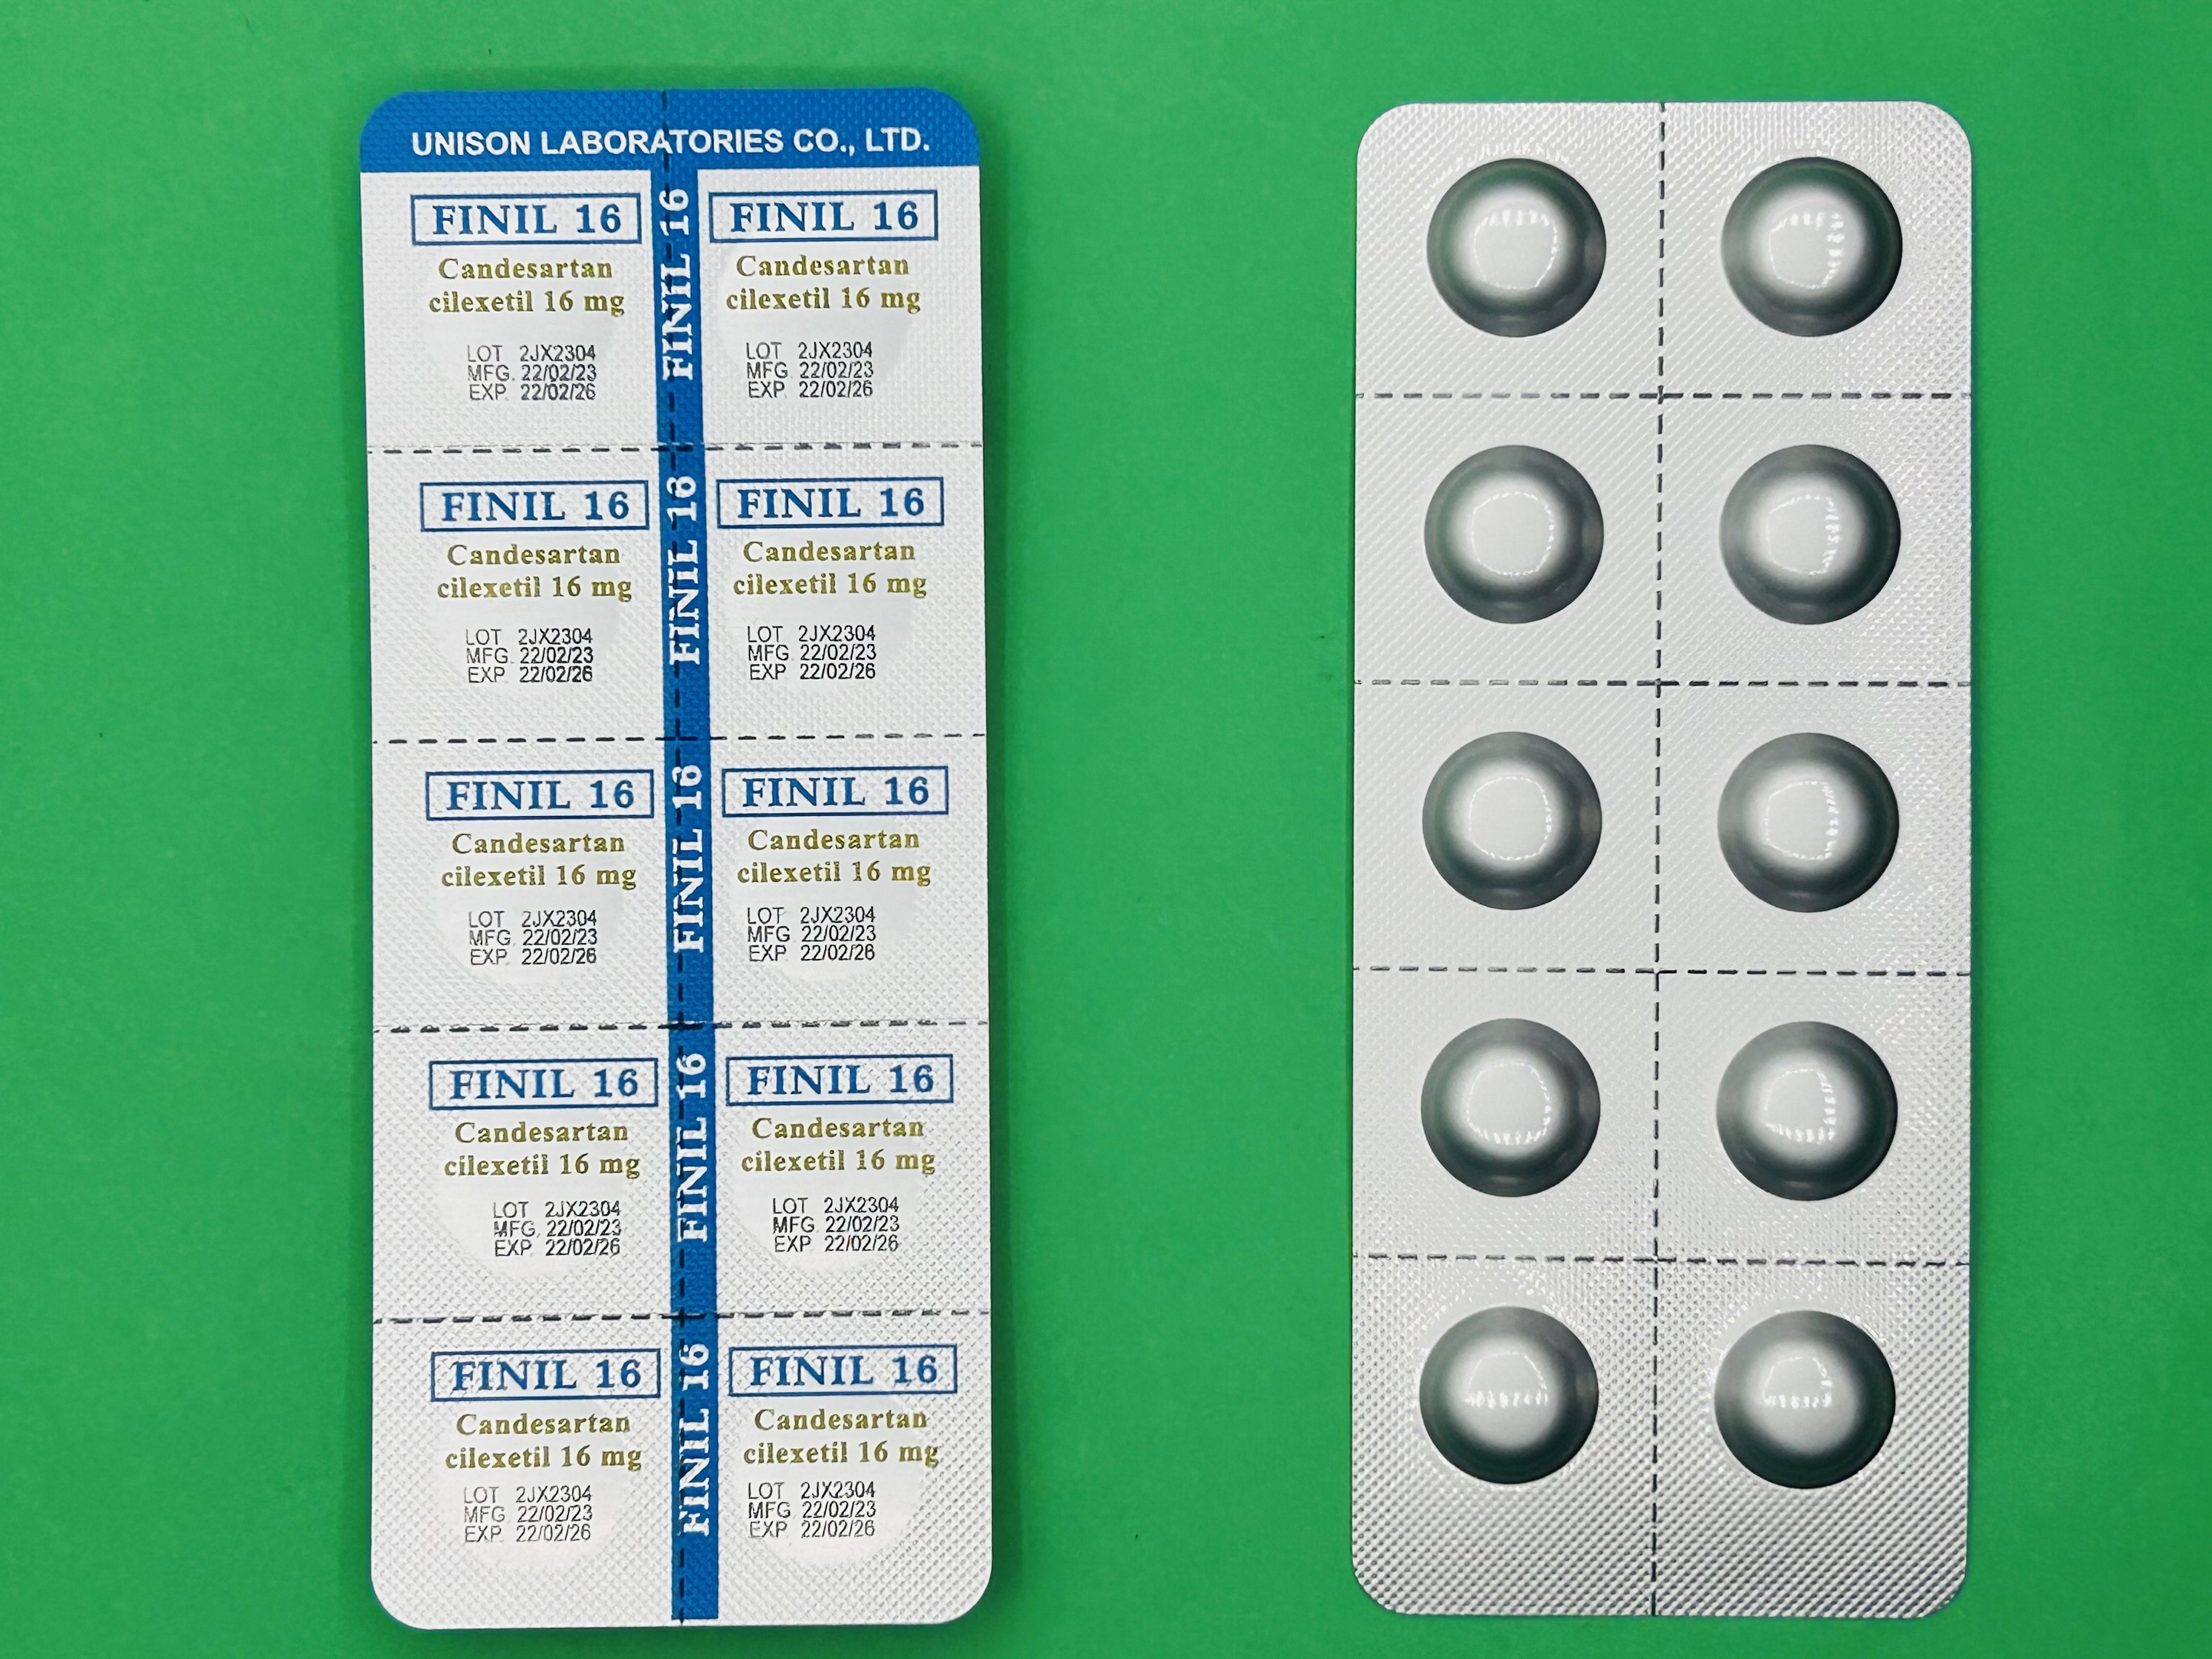 UNISON LABORATORIES CO., LTD.
FINIL 16
Candesartan
cilexetil 16 mg
LOT 2JX2304
MFG. 22/02/23
EXP. 22/02/26
FINIL 16
Candesartan
cilexetil 16 mg
LOT 2JX2304
MFG. 22/02/23
EXP 22/02/26
FINIL 16
FINIL 16
Candesartan
cilexetil 16 mg
LOT 2JX2304
MFG. 22/02/23
EXP 22/02/26
FINIL 16
Candesartan
cilexetil 16 mg
LOT 2JX2304
MFG. 22/02/23
EXP 22/02/26
FINIL 16
FINIL 16
Candesartan
cilexetil 16 mg
LOT 2JX2304
MFG. 22/02/23
EXP. 22/02/26
FINIL 16
Candesartan
cilexetil 16 mg
LOT 2JX2304
MFG 22/02/23
EXP 22/02/26
FINIL 16
FINIL 16
Candesartan
cilexetil 16 mg
LOT 2JX2304
MFG. 22/02/23
EXP 22/02/26
FINIL 16
Candesartan
cilexetil 16 mg
LOT 2JX2304
MFG. 22/02/23
EXP 22/02/26
FINIL 16
FINIL 16
Candesartan
cilexetil 16 mg
LOT 2JX2304
MFG. 22/02/23
EXP. 22/02/26
FINIL 16
Candesartan
cilexetil 16 mg
LOT 2JX2304
MFG 22/02/23
EXP 22/02/26
FINIL 16